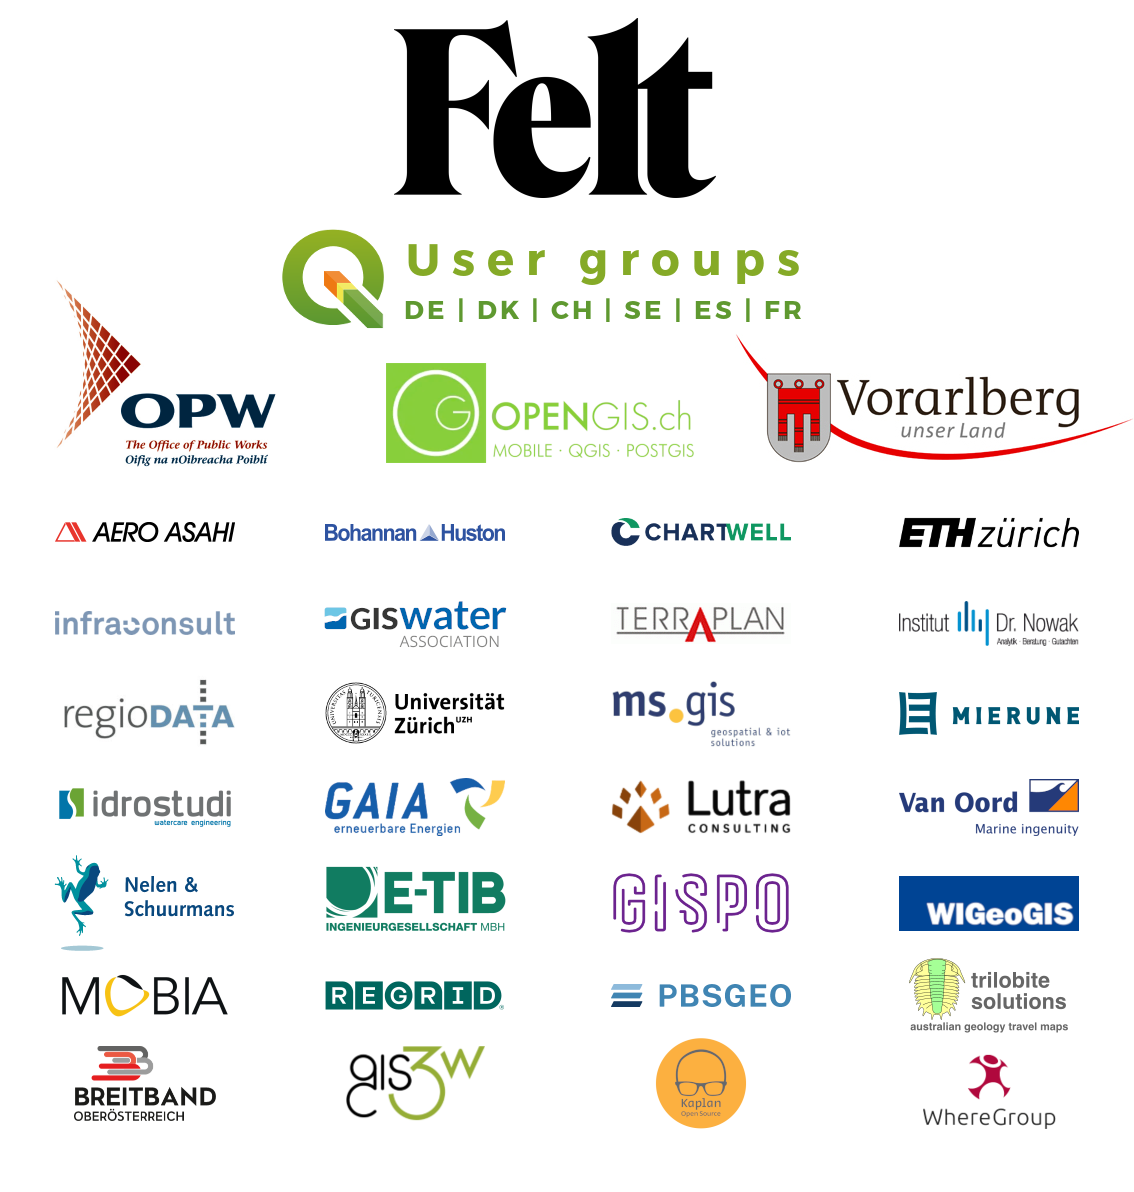 Felt
User groups
DE | DK | CH | SE | ES | FR
OPW
The Office of Public Works
Oifig na nOibreacha Poiblí
OPENGIS.ch
MOBILE · QGIS · POSTGIS
Vorarlberg
unser Land
AERO ASAHI
Bohannan Huston
CHARTWELL
ETH zürich
infraconsult
GISwater
ASSOCIATION
TERRAPLAN
Institut Dr. Nowak
Analytik · Beratung · Gutachten
regioDATA
Universität
Zürich UZH
ms.gis
geospatial & iot
solutions
MIERUNE
idrostudi
watercare engineering
GAIA
erneuerbare Energien
Lutra
CONSULTING
Van Oord
Marine ingenuity
Nelen &
Schuurmans
E-TIB
INGENIEURGESELLSCHAFT MBH
GISPO
WIGeoGIS
MOBIA
REGRID®
PBSGEO
trilobite
solutions
australian geology travel maps
BREITBAND
OBERÖSTERREICH
gis3w
Kaplan
Open Source
WhereGroup